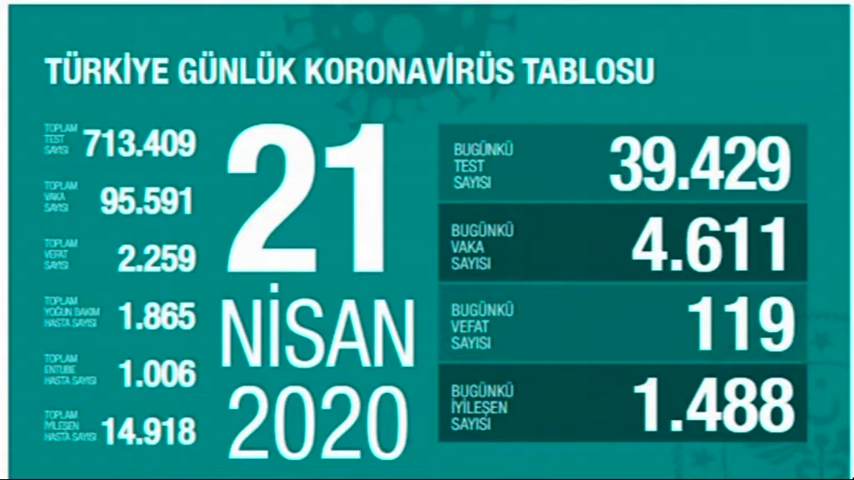 TÜRKİYE GÜNLÜK KORONAVİRÜS TABLOSU
TOPLAM
TEST
SAYISI
713.409
TOPLAM
VAKA
SAYISI
95.591
TOPLAM
VEFAT
SAYISI
2.259
TOPLAM
YOĞUN BAKIM
HASTA SAYISI
1.865
TOPLAM
ENTUBE
HASTA SAYISI
1.006
TOPLAM
İYİLEŞEN
HASTA SAYISI
14.918
21
NİSAN
2020
BUGÜNKÜ
TEST
SAYISI
39.429
BUGÜNKÜ
VAKA
SAYISI
4.611
BUGÜNKÜ
VEFAT
SAYISI
119
BUGÜNKÜ
İYİLEŞEN
SAYISI
1.488